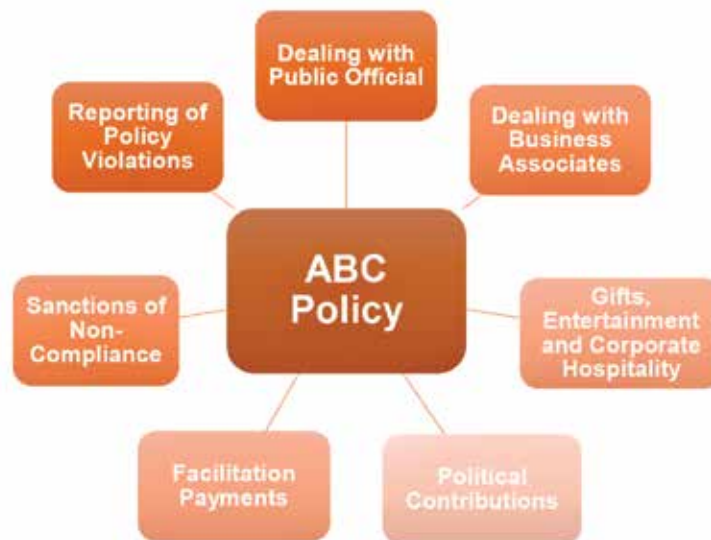 Dealing with
Public Official
Reporting of
Policy
Violations
Dealing with
Business
Associates
ABC
Policy
Sanctions of
Non-
Compliance
Gifts,
Entertainment
and Corporate
Hospitality
Facilitation
Payments
Political
Contributions